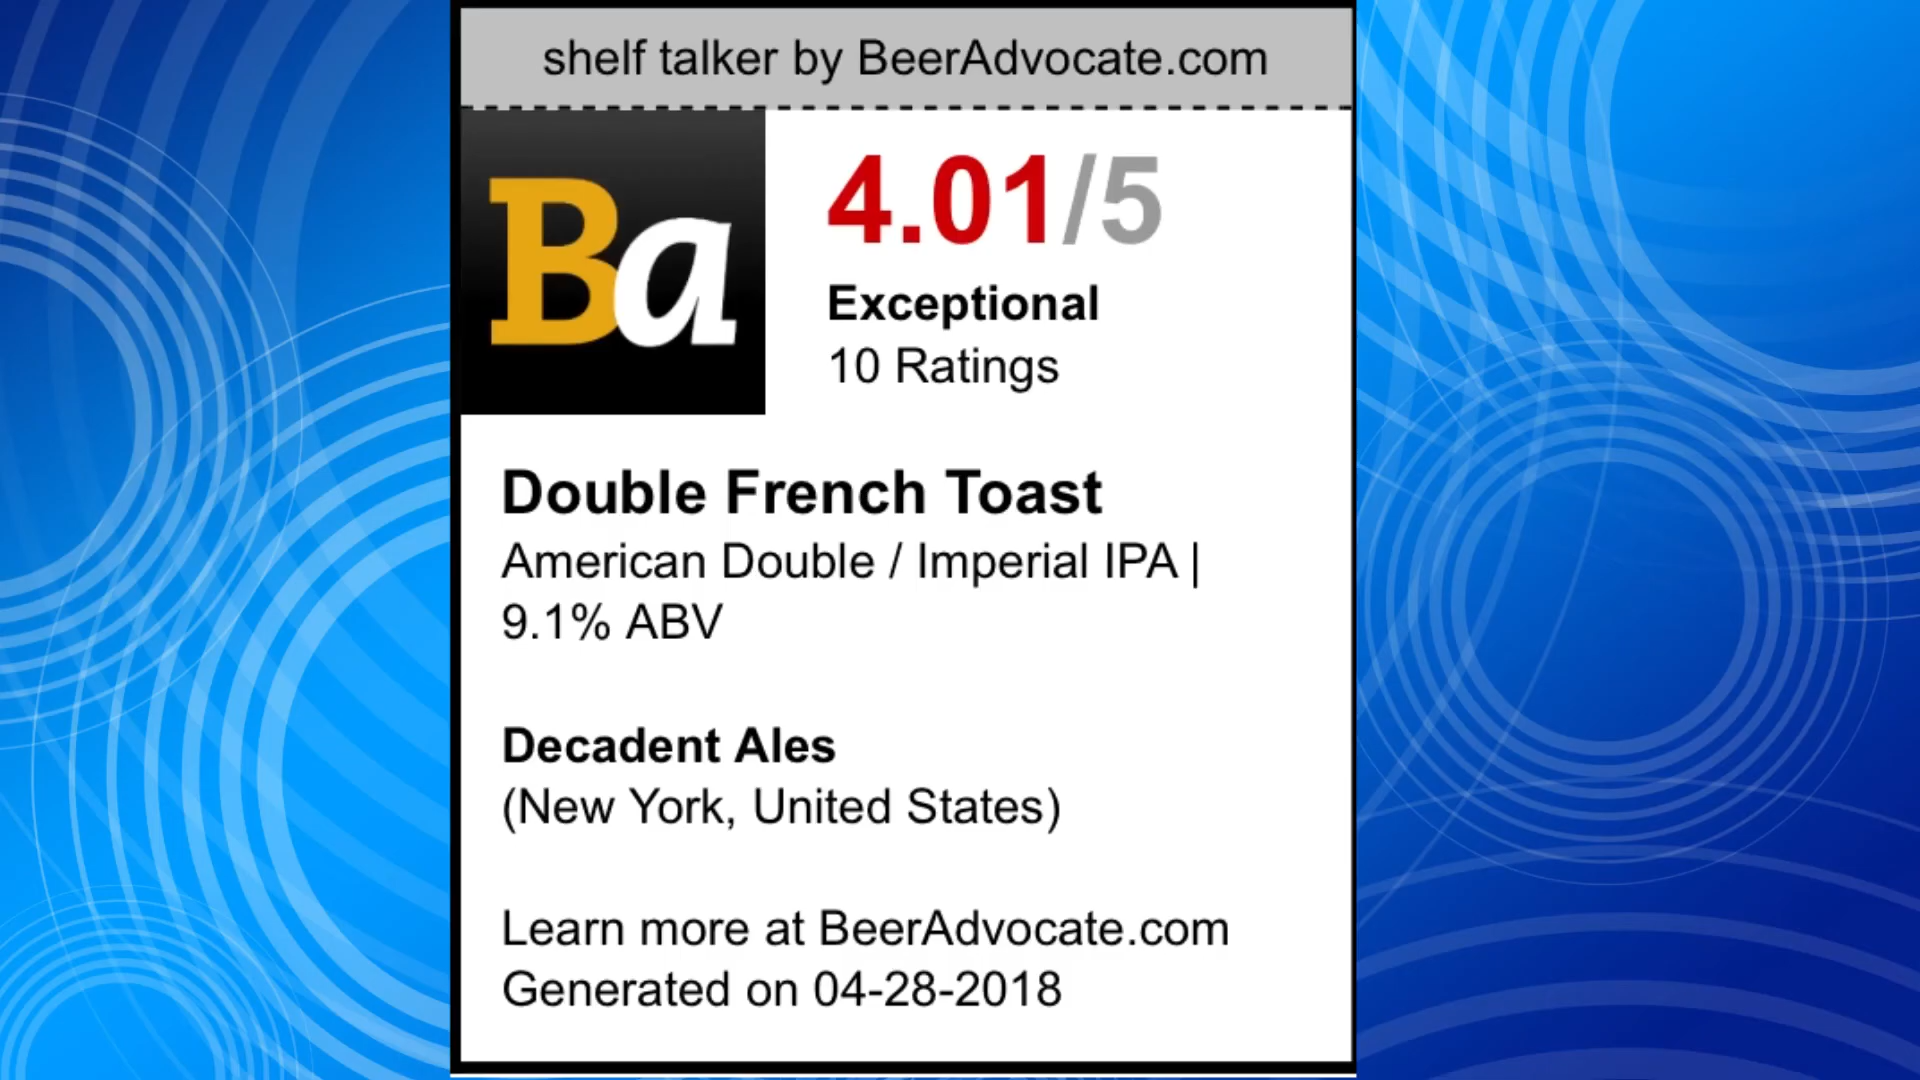 shelf talker by BeerAdvocate.com
Ba
4.01/5
Exceptional
10 Ratings
Double French Toast
American Double / Imperial IPA |
9.1% ABV
Decadent Ales
(New York, United States)
Learn more at BeerAdvocate.com
Generated on 04-28-2018